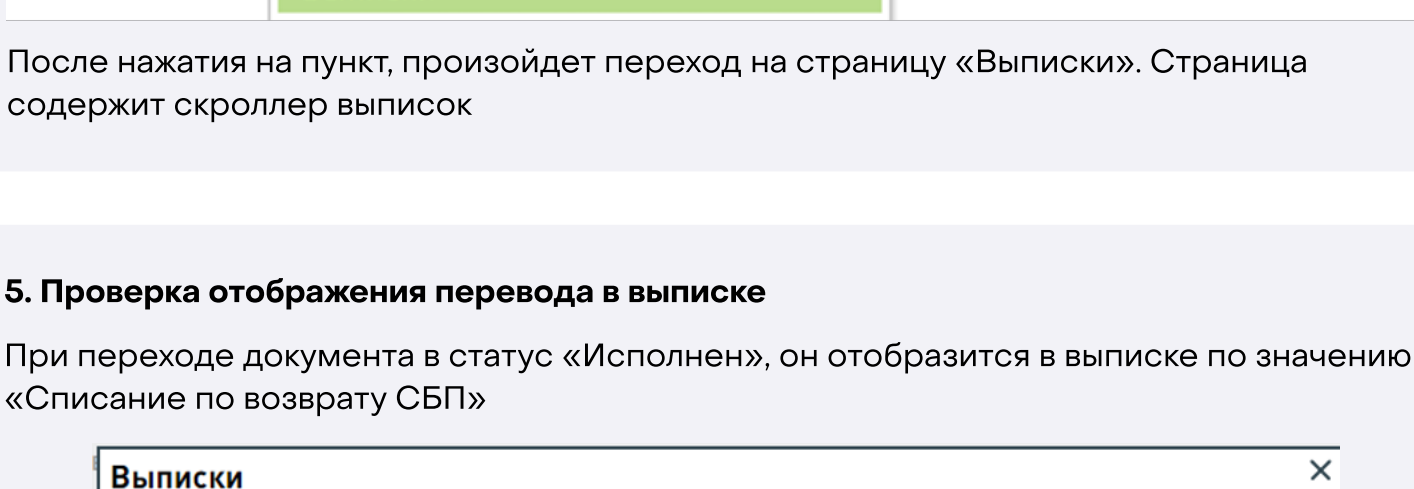 После нажатия на пункт, произойдет переход на страницу «Выписки». Страница
содержит скроллер выписок
5. Проверка отображения перевода в выписке
При переходе документа в статус «Исполнен», он отобразится в выписке по значению
«Списание по возврату СБП»
Выписки